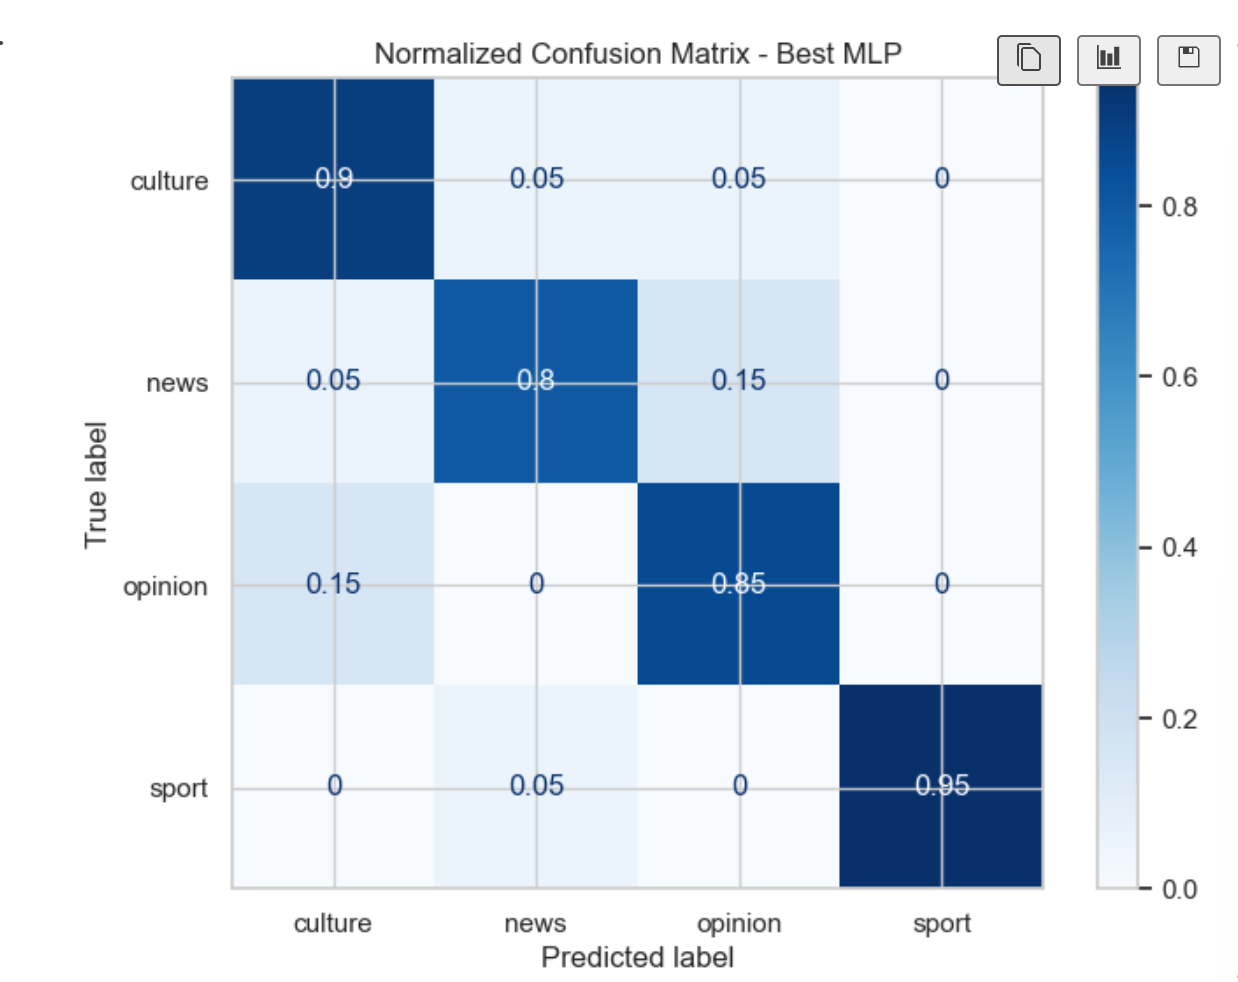 Normalized Confusion Matrix - Best MLP
culture 0.9 0.05 0.05 0
news 0.05 0.8 0.15 0
opinion 0.15 0 0.85 0
sport 0 0.05 0 0.95
culture news opinion sport
Predicted label
True label
0.8
0.6
0.4
0.2
0.0